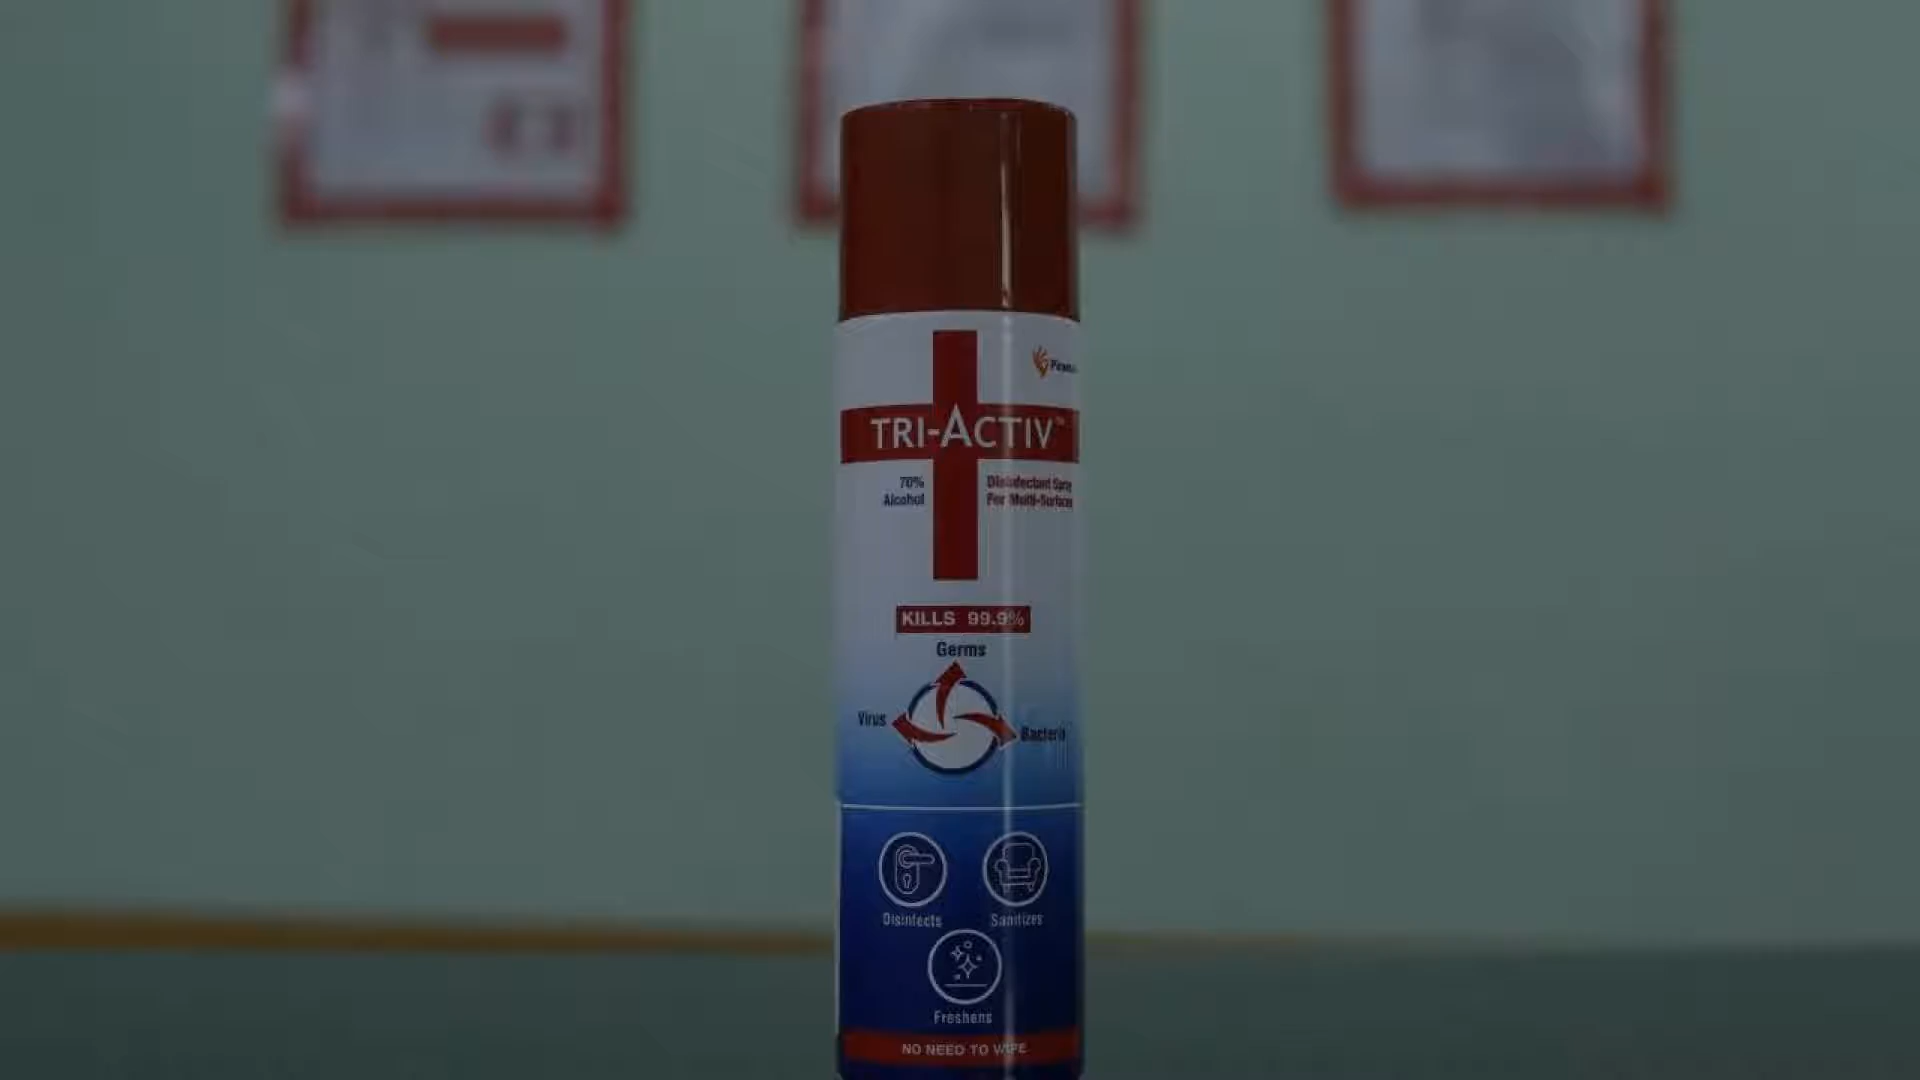 TRI-ACTIV™
70%
Alcohol
Disinfectant Spray
For Multi-Surfaces
KILLS 99.9%
Germs
Virus
Bacteria
Disinfects
Sanitizes
Freshens
NO NEED TO WIPE